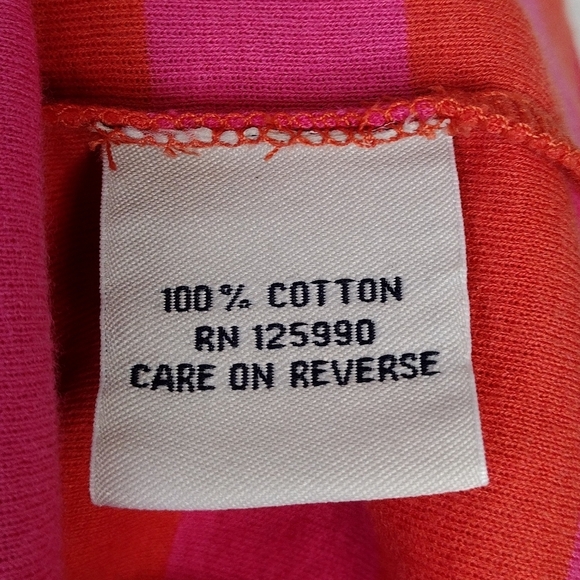 100% COTTON
RN 125990
CARE ON REVERSE